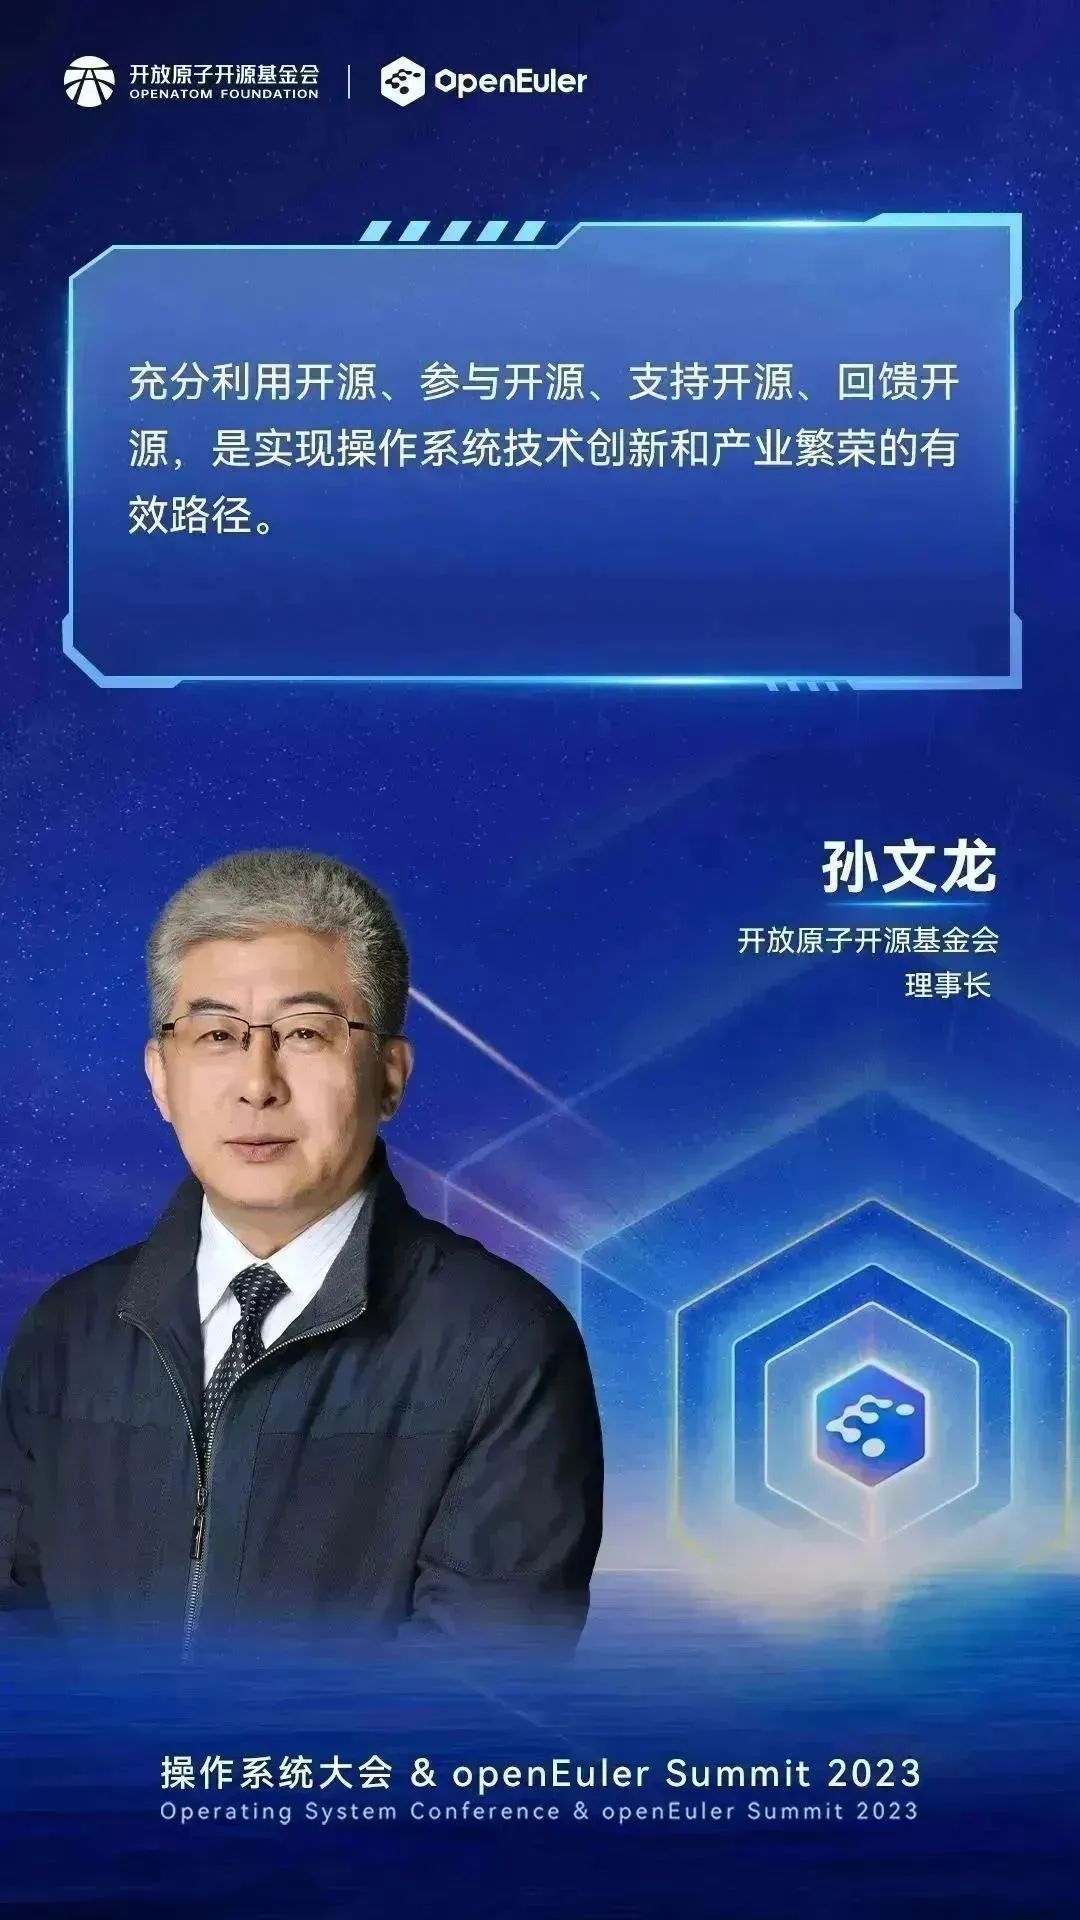 开放原子开源基金会
OPENATOM FOUNDATION
OpenEuler
充分利用开源、参与开源、支持开源、回馈开
源，是实现操作系统技术创新和产业繁荣的有
效路径。
孙文龙
开放原子开源基金会
理事长
操作系统大会 & openEuler Summit 2023
Operating System Conference & openEuler Summit 2023